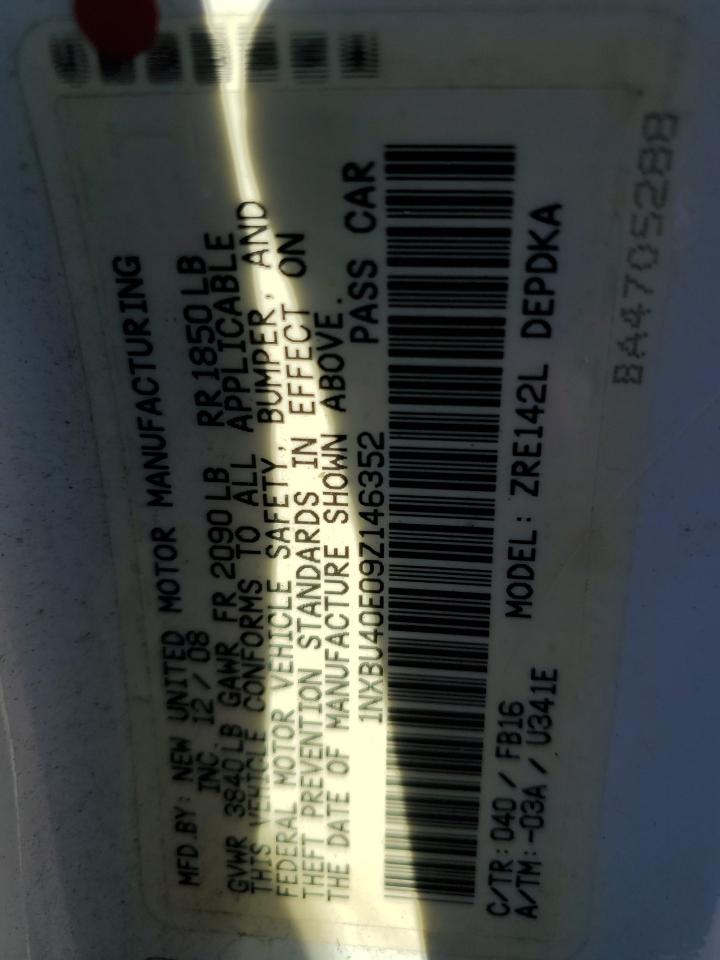 MFD.BY: NEW UNITED MOTOR MANUFACTURING
INC. 12/08
GVWR 3840LB GAWR FR 2090LB RR 1850LB
THIS VEHICLE CONFORMS TO ALL APPLICABLE
FEDERAL MOTOR VEHICLE SAFETY, BUMPER, AND
THEFT PREVENTION STANDARDS IN EFFECT ON
THE DATE OF MANUFACTURE SHOWN ABOVE.
1NXBU40E09Z146352 PASS CAR
C/TR: 040 / FB16 MODEL: ZRE142L DEPDKA
A/TM: -03A / U341E
8A4705288